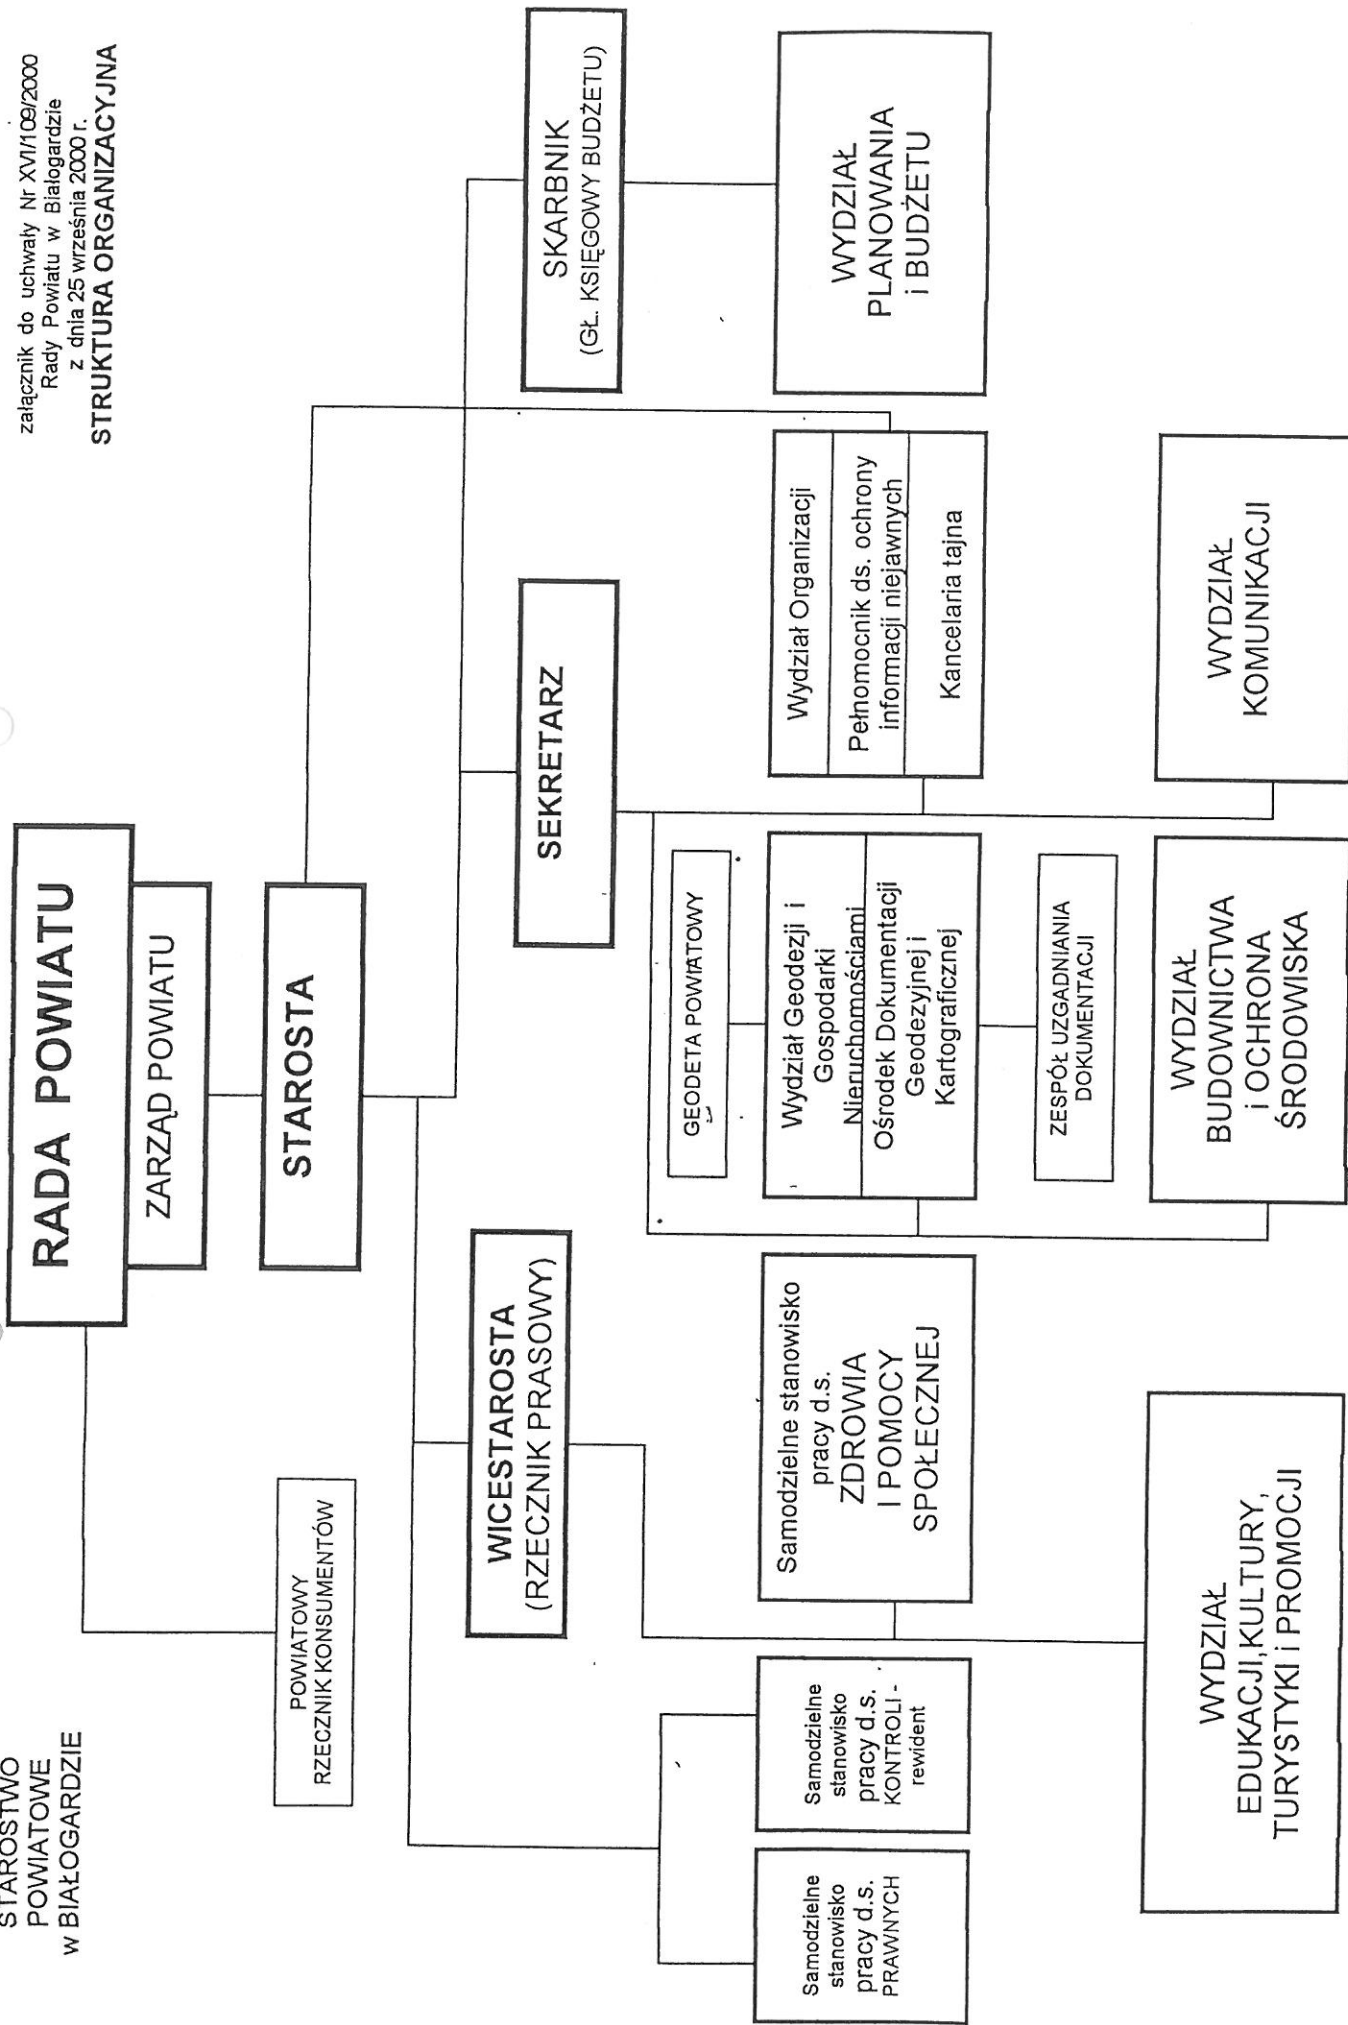 STAROSTWO
POWIATOWE
w BIAŁOGARDZIE
załącznik do uchwały Nr XVI/109/2000
Rady Powiatu w Białogardzie
z dnia 25 września 2000 r.
STRUKTURA ORGANIZACYJNA
RADA POWIATU
ZARZĄD POWIATU
STAROSTA
POWIATOWY
RZECZNIK KONSUMENTÓW
WICESTAROSTA
(RZECZNIK PRASOWY)
SEKRETARZ
SKARBNIK
(GŁ. KSIĘGOWY BUDŻETU)
Samodzielne
stanowisko
pracy d.s.
PRAWNYCH
Samodzielne
stanowisko
pracy d.s.
KONTROLI -
rewident
Samodzielne stanowisko
pracy d.s.
ZDROWIA
I POMOCY
SPOŁECZNEJ
GEODETA POWIATOWY
Wydział Geodezji i
Gospodarki
Nieruchomościami
Ośrodek Dokumentacji
Geodezyjnej i
Kartograficznej
ZESPÓŁ UZGADNIANIA
DOKUMENTACJI
Wydział Organizacji
Pełnomocnik ds. ochrony
informacji niejawnych
Kancelaria tajna
WYDZIAŁ
PLANOWANIA
i BUDŻETU
WYDZIAŁ
EDUKACJI,KULTURY,
TURYSTYKI i PROMOCJI
WYDZIAŁ
BUDOWNICTWA
i OCHRONA
ŚRODOWISKA
WYDZIAŁ
KOMUNIKACJI